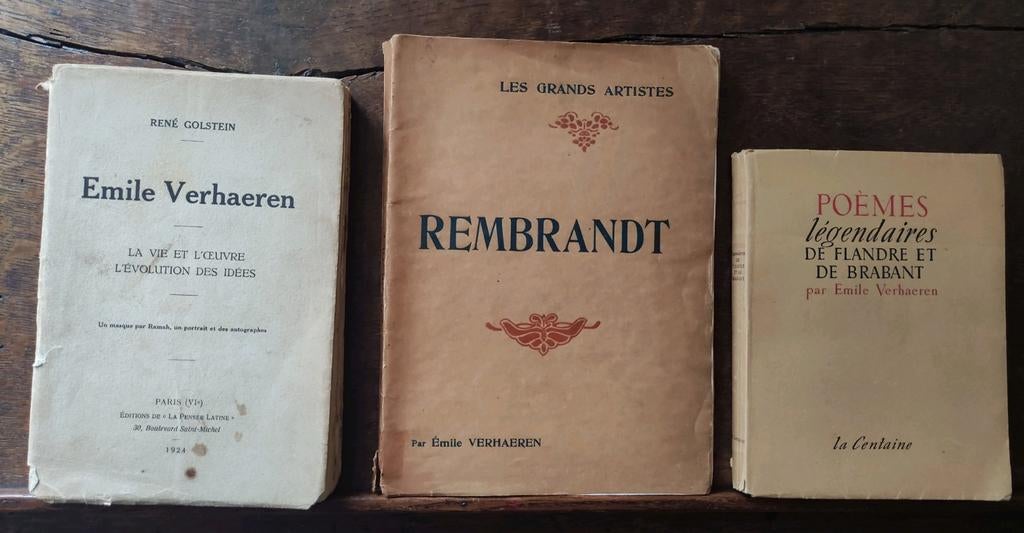 RENÉ GOLSTEIN
Emile Verhaeren
LA VIE ET L'ŒUVRE
L'ÉVOLUTION DES IDÉES
Un masque par Ramah, un portrait et des autographes
PARIS (VIe)
ÉDITIONS DE « LA PENSÉE LATINE »
30, Boulevard Saint-Michel
1924
LES GRANDS ARTISTES
REMBRANDT
Par Émile VERHAEREN
POÈMES
légendaires
DE FLANDRE ET
DE BRABANT
par Emile Verhaeren
la Centaine